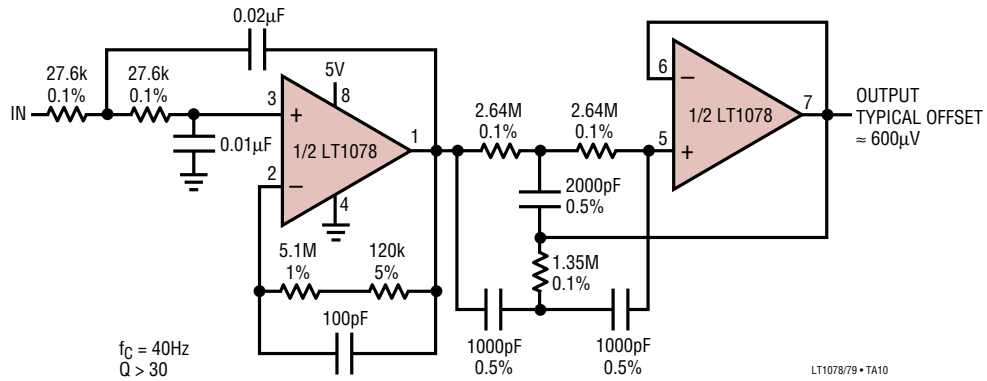 0.02µF
27.6k
0.1%
27.6k
0.1%
IN
0.01µF
3
+
2
−
1/2 LT1078
5V
8
4
1
5.1M
1%
120k
5%
100pF
fC = 40Hz
Q > 30
2.64M
0.1%
2.64M
0.1%
2000pF
0.5%
1.35M
0.1%
1000pF
0.5%
1000pF
0.5%
6
−
5
+
1/2 LT1078
7
OUTPUT
TYPICAL OFFSET
≈ 600µV
LT1078/79 • TA10